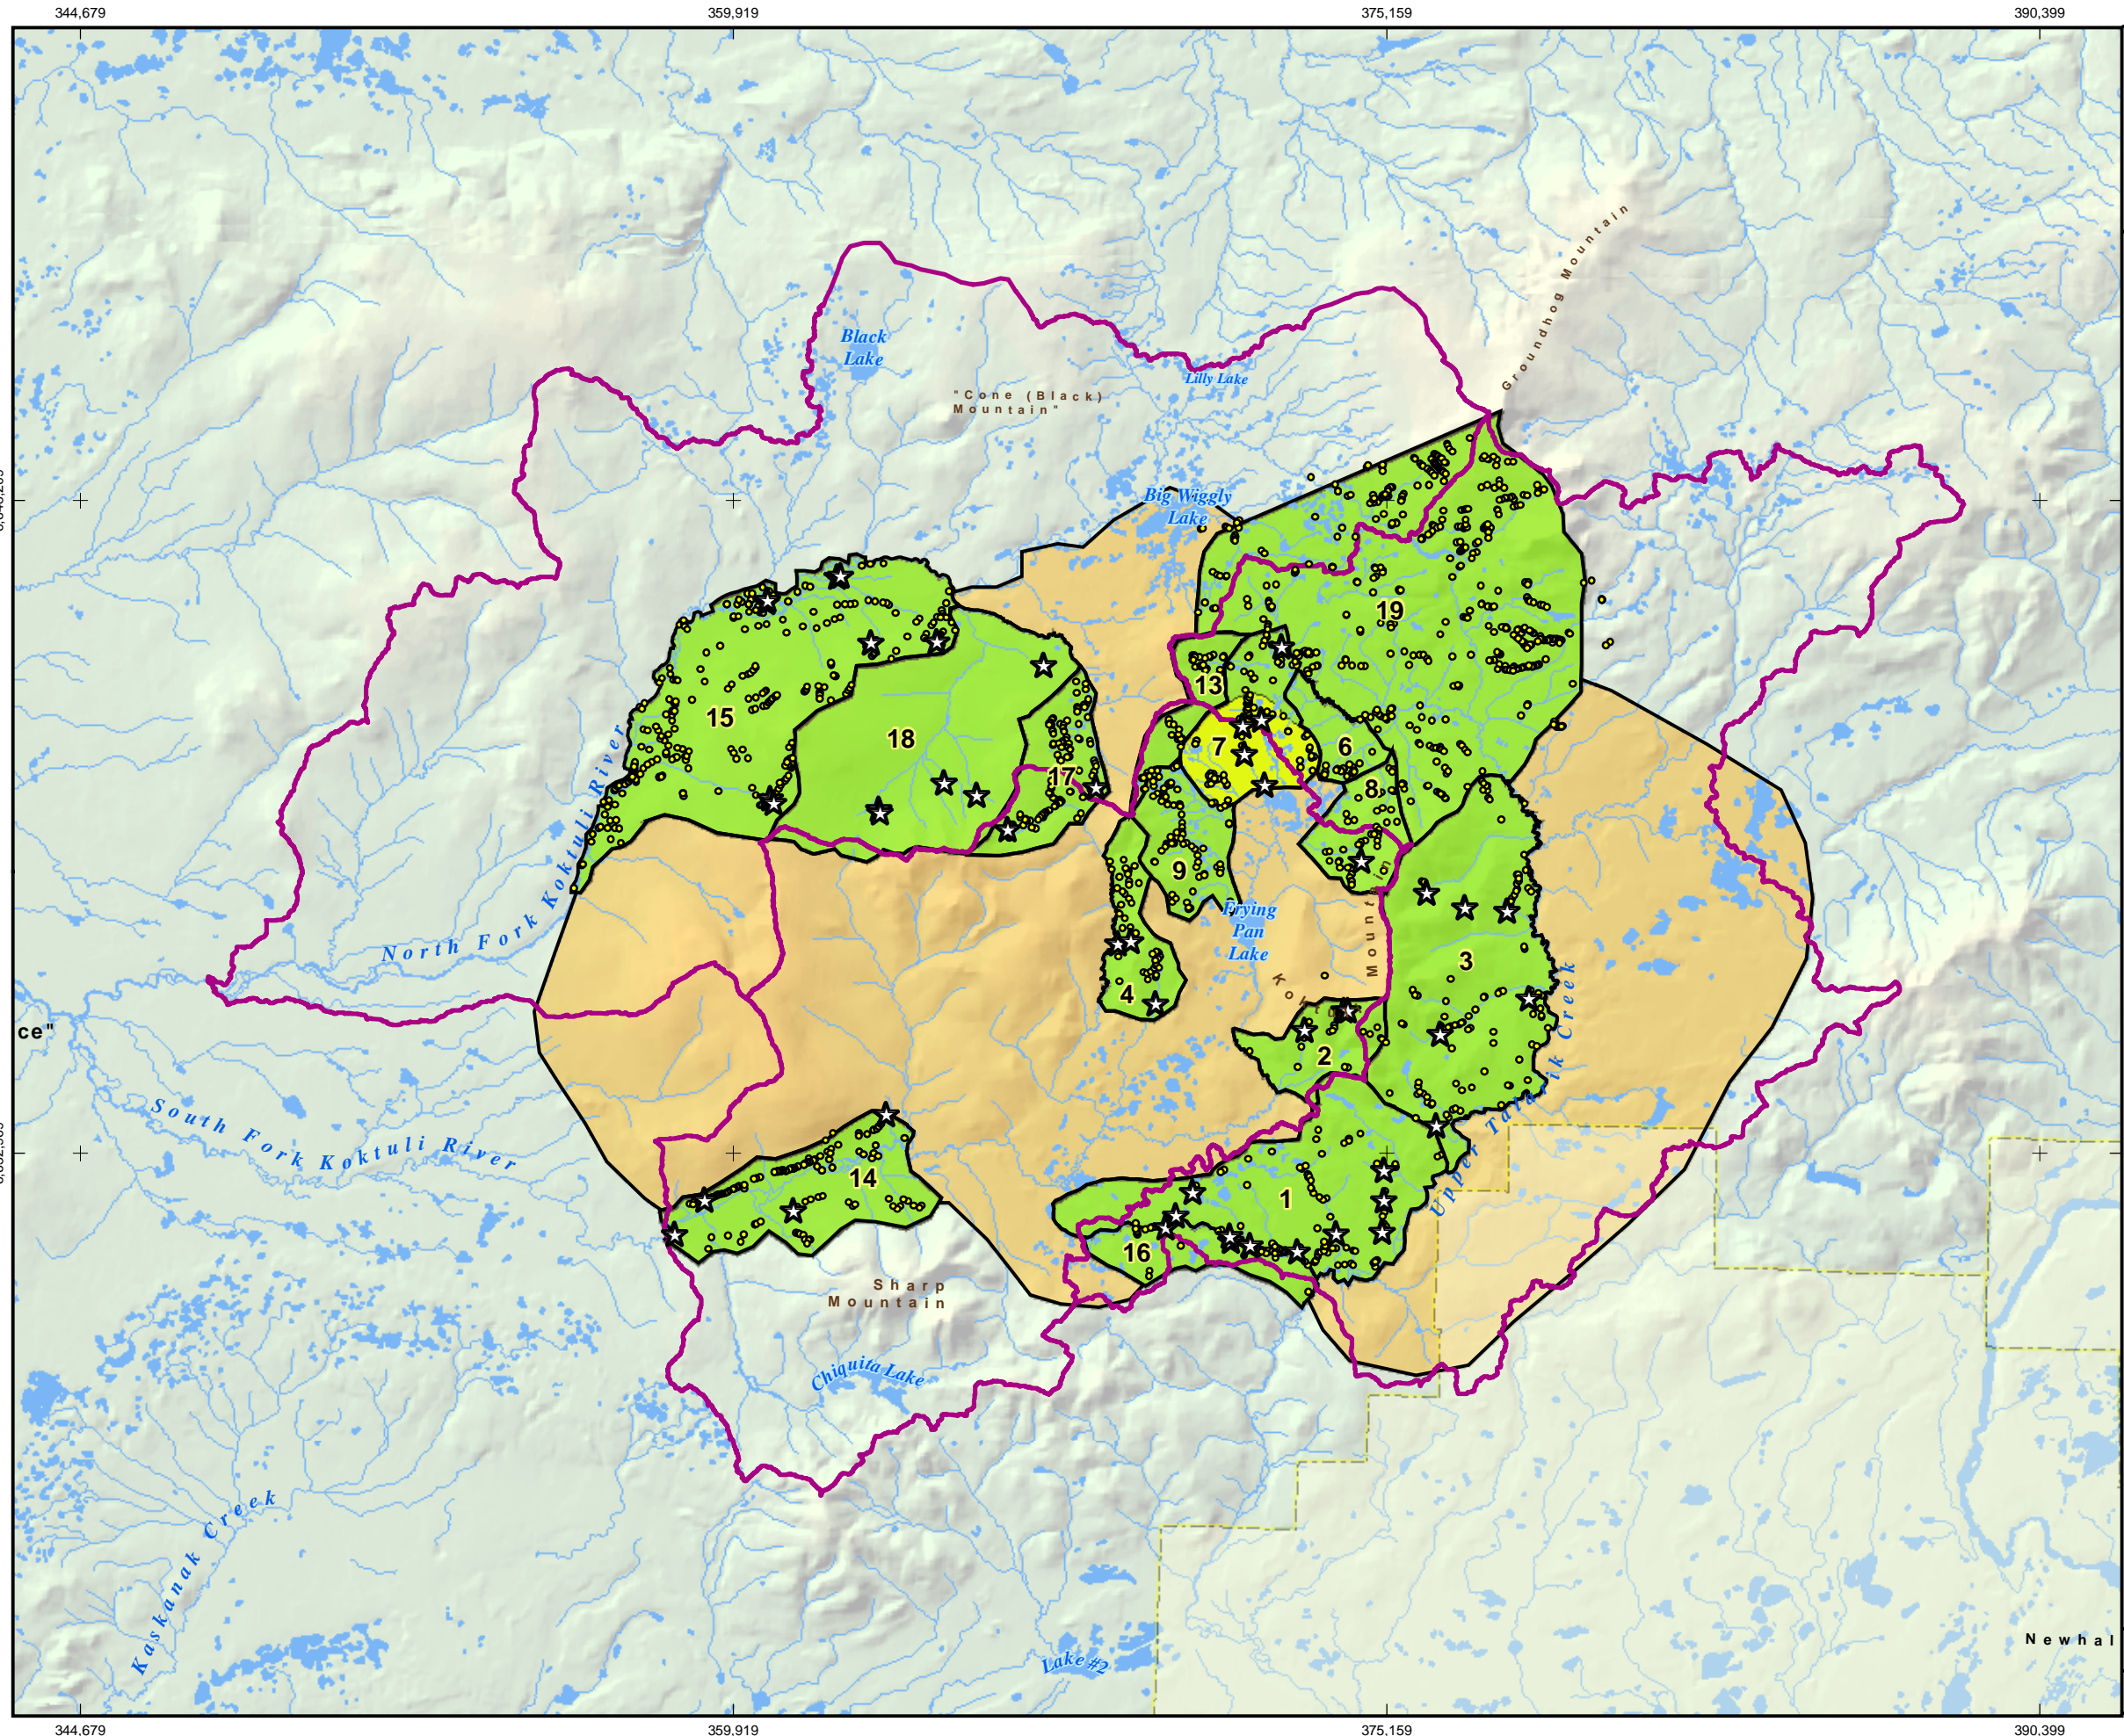 344,679
359,919
375,159
390,399
Groundhog Mountain
Black
Lake
Lilly Lake
"Cone (Black)
Mountain"
Big Wiggly
Lake
19
13
15
18
7
6
17
8
9
North Fork Koktuli River
Frying
Pan
Lake
Mountain
3
4
ce"
2
Upper Talarik Creek
South Fork Koktuli River
14
1
16
Sharp
Mountain
Chiquita Lake
Kaskanak Creek
Lake #2
Newhal
344,679
359,919
375,159
390,399